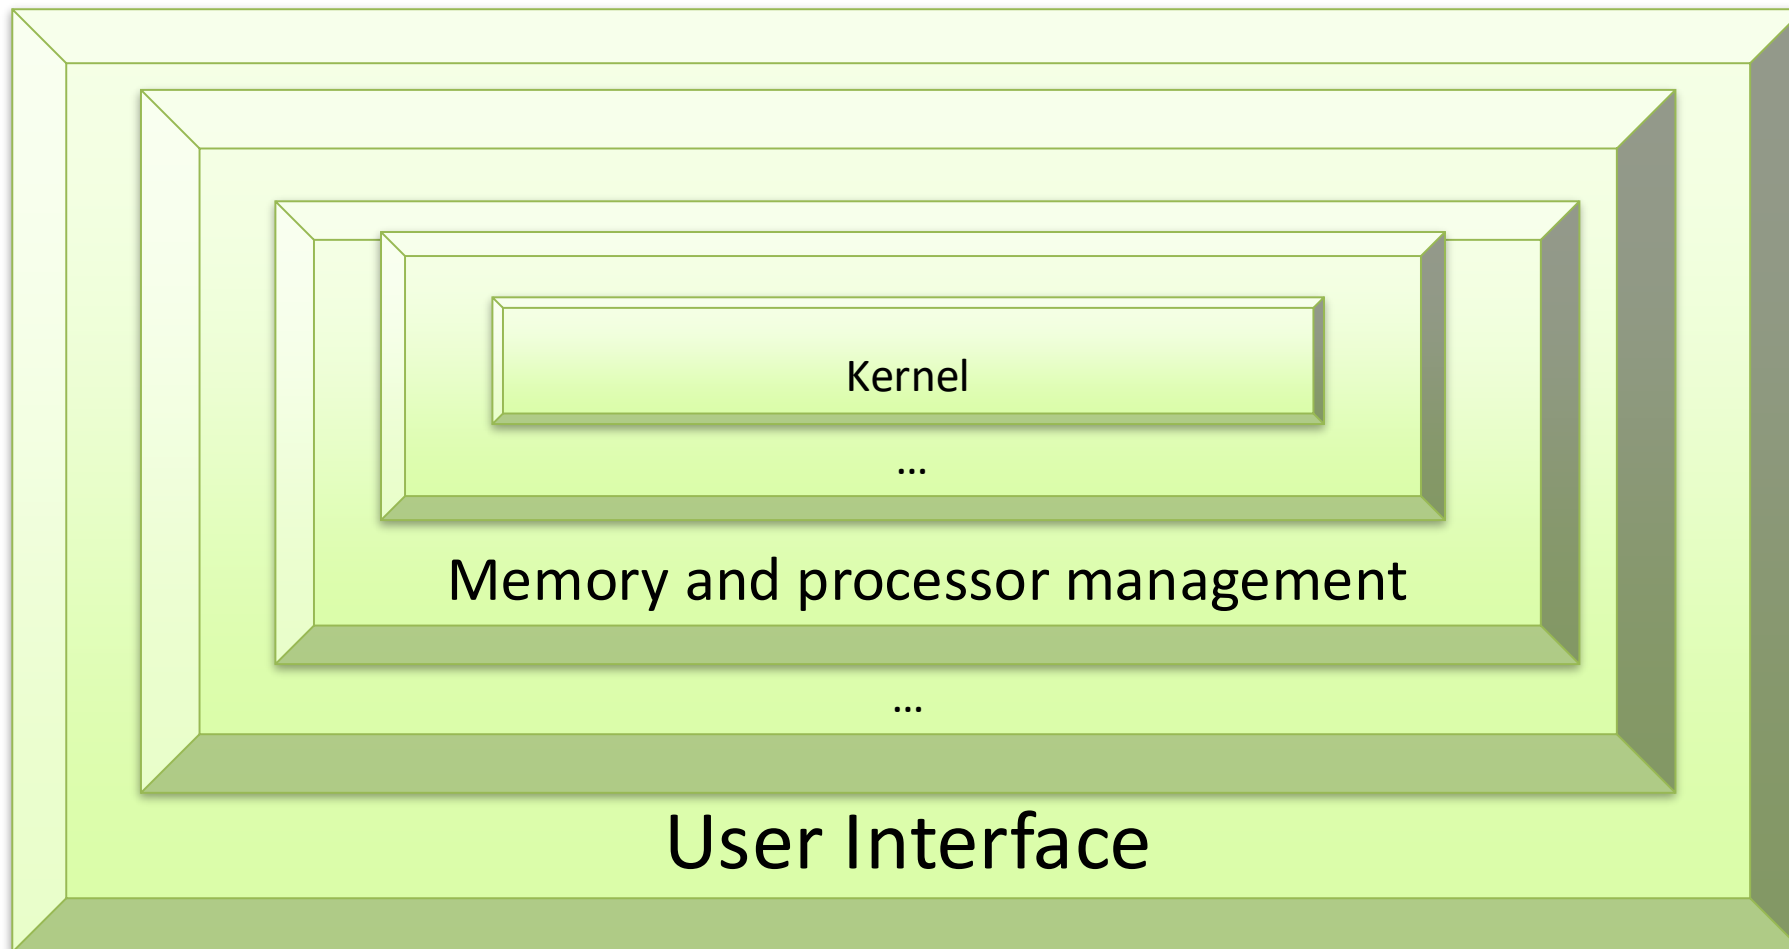 Kernel
…
Memory and processor management
…
User Interface